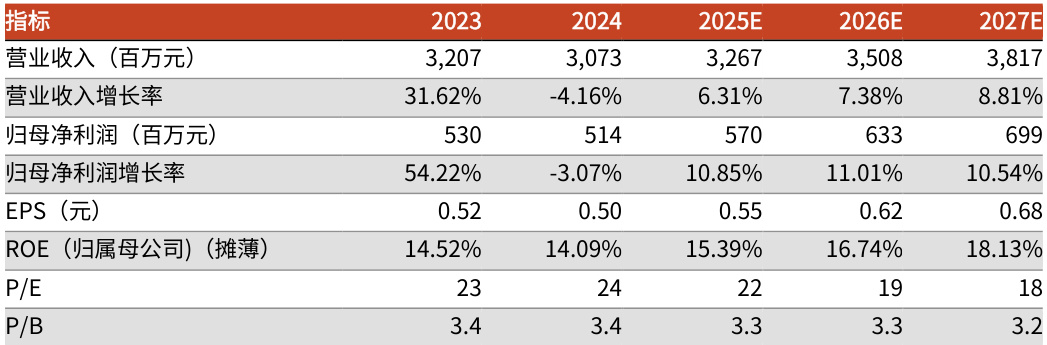 指标 2023 2024 2025E 2026E 2027E
营业收入（百万元） 3,207 3,073 3,267 3,508 3,817
营业收入增长率 31.62% -4.16% 6.31% 7.38% 8.81%
归母净利润（百万元） 530 514 570 633 699
归母净利润增长率 54.22% -3.07% 10.85% 11.01% 10.54%
EPS（元） 0.52 0.50 0.55 0.62 0.68
ROE（归属母公司)（摊薄） 14.52% 14.09% 15.39% 16.74% 18.13%
P/E 23 24 22 19 18
P/B 3.4 3.4 3.3 3.3 3.2